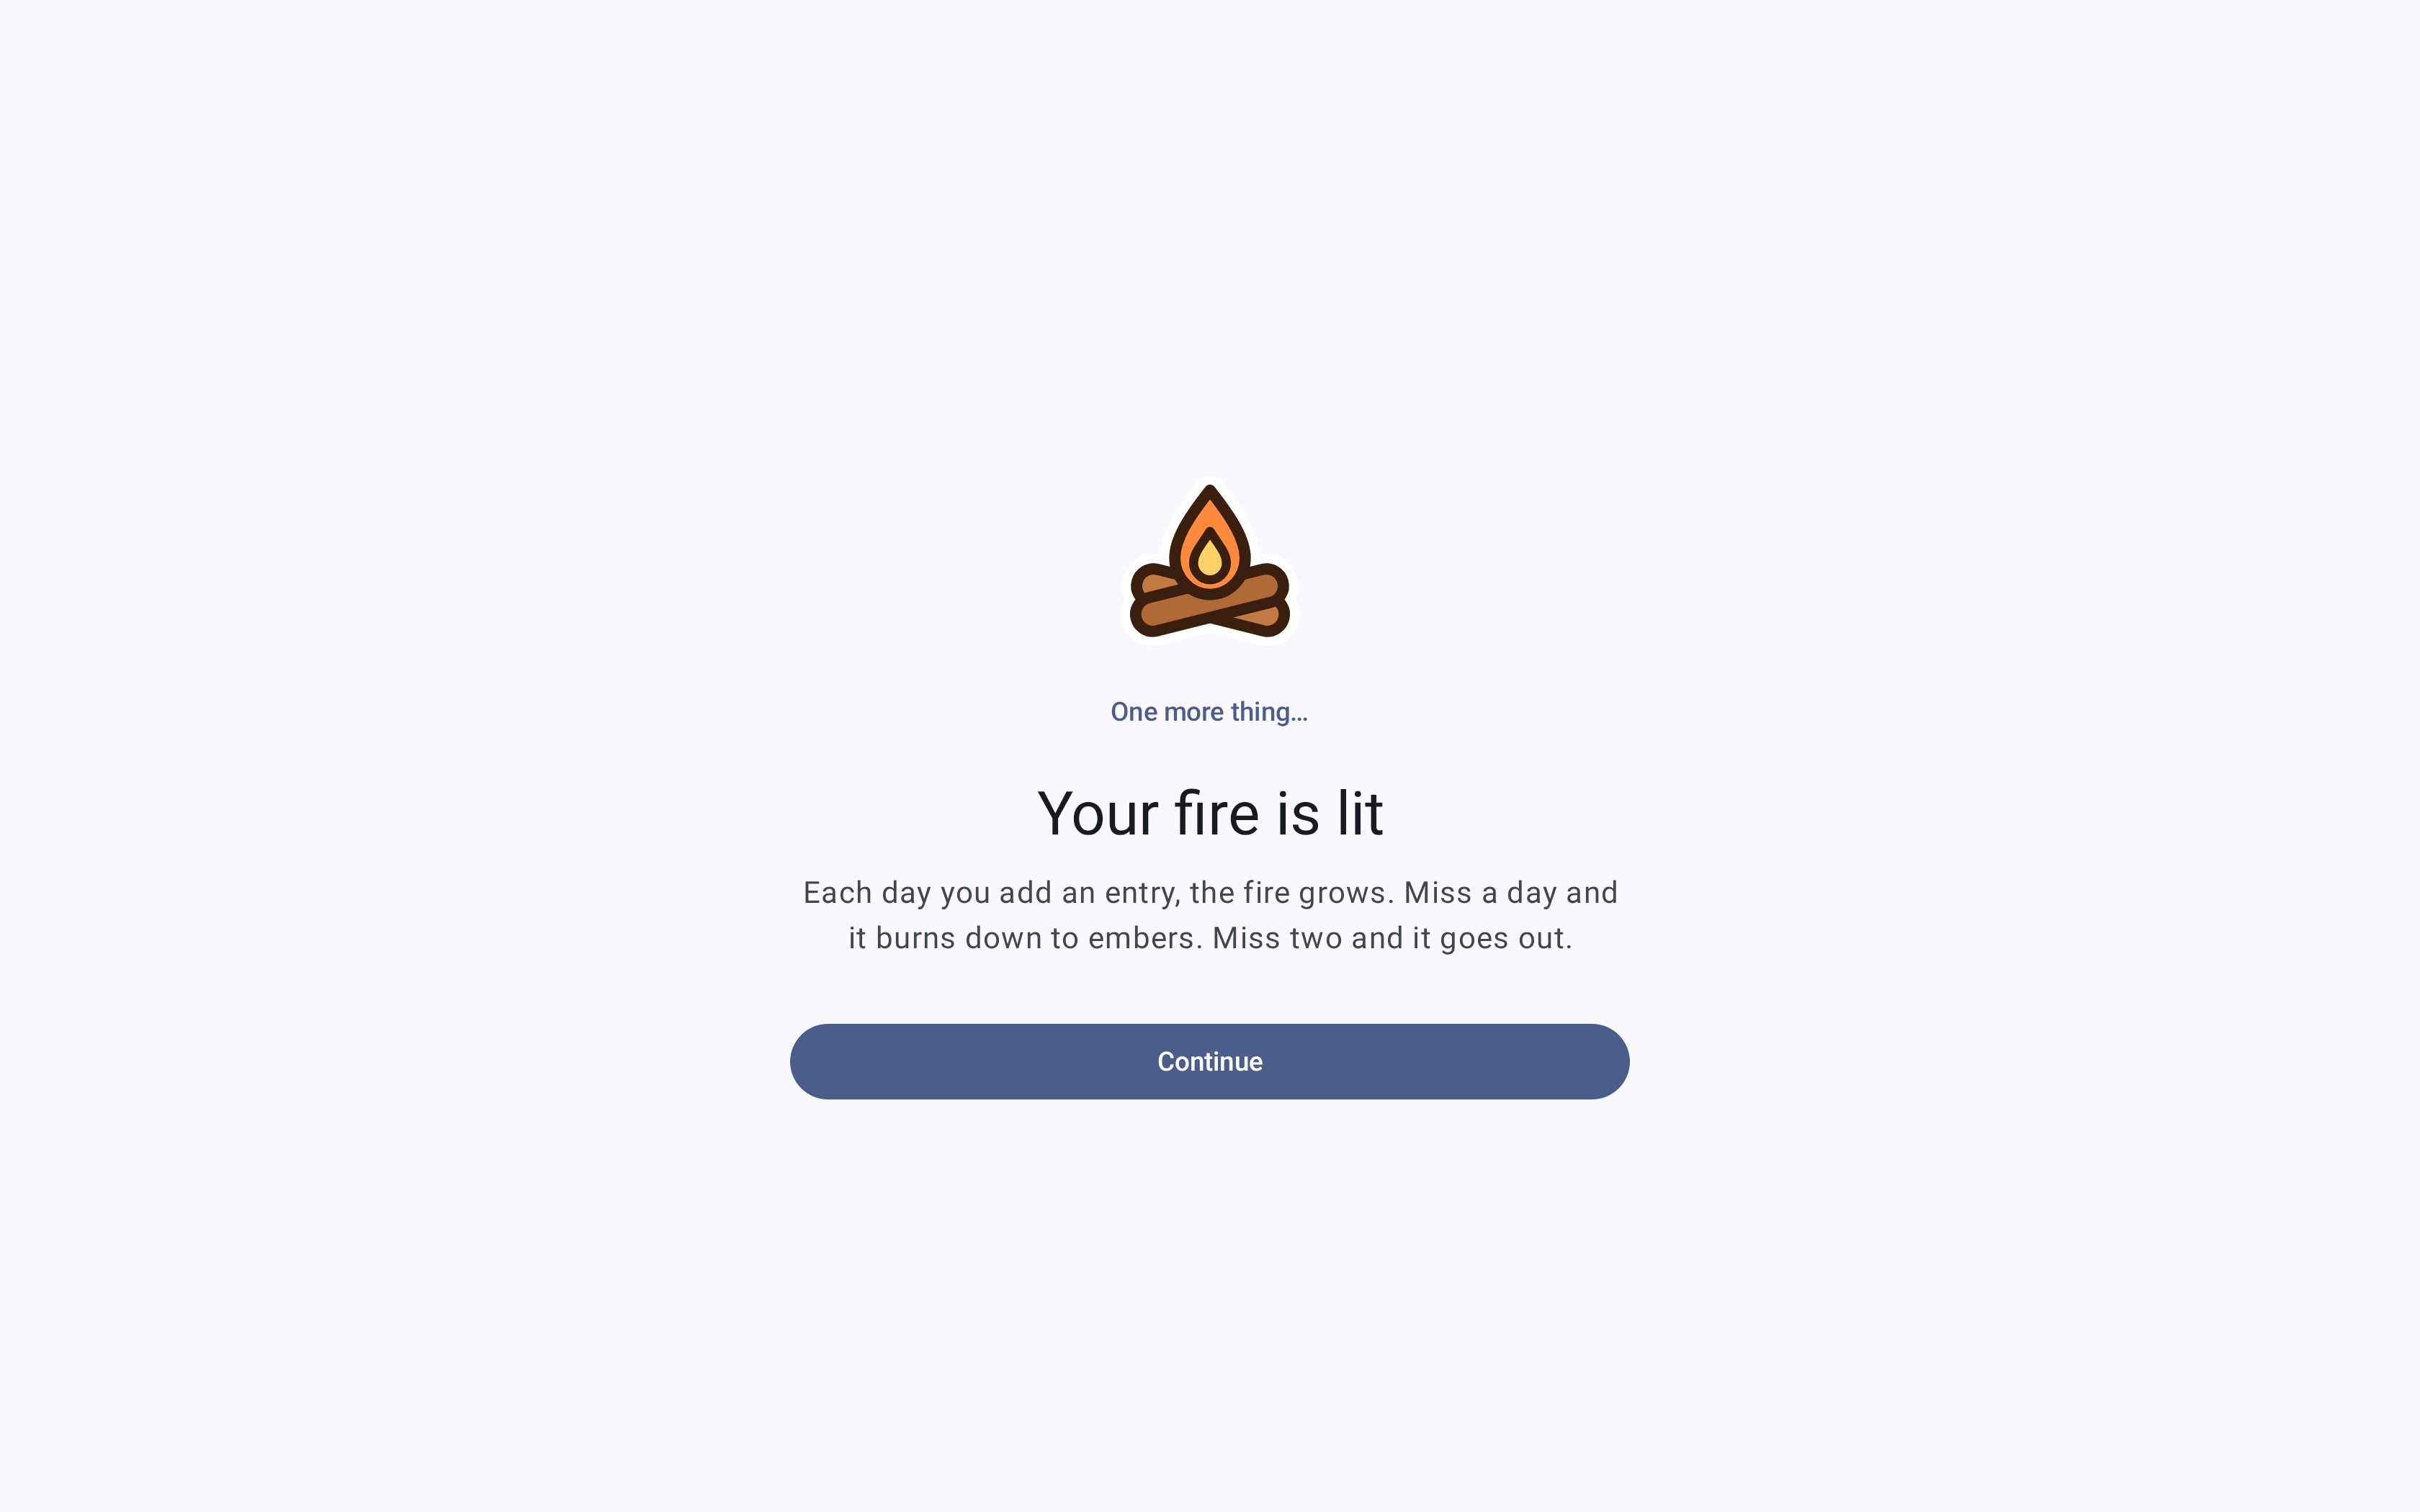 One more thing...
Your fire is lit
Each day you add an entry, the fire grows. Miss a day and
it burns down to embers. Miss two and it goes out.
Continue